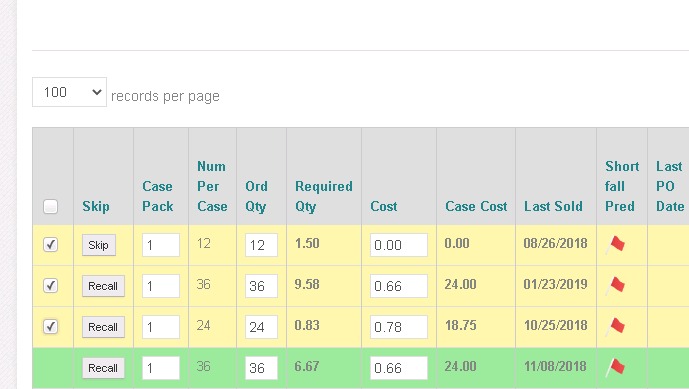 100 records per page
Skip Case Pack Num Per Case Ord Qty Required Qty Cost Case Cost Last Sold Short fall Pred Last PO Date
Skip 1 12 12 1.50 0.00 0.00 08/26/2018
Recall 1 36 36 9.58 0.66 24.00 01/23/2019
Recall 1 24 24 0.83 0.78 18.75 10/25/2018
Recall 1 36 36 6.67 0.66 24.00 11/08/2018